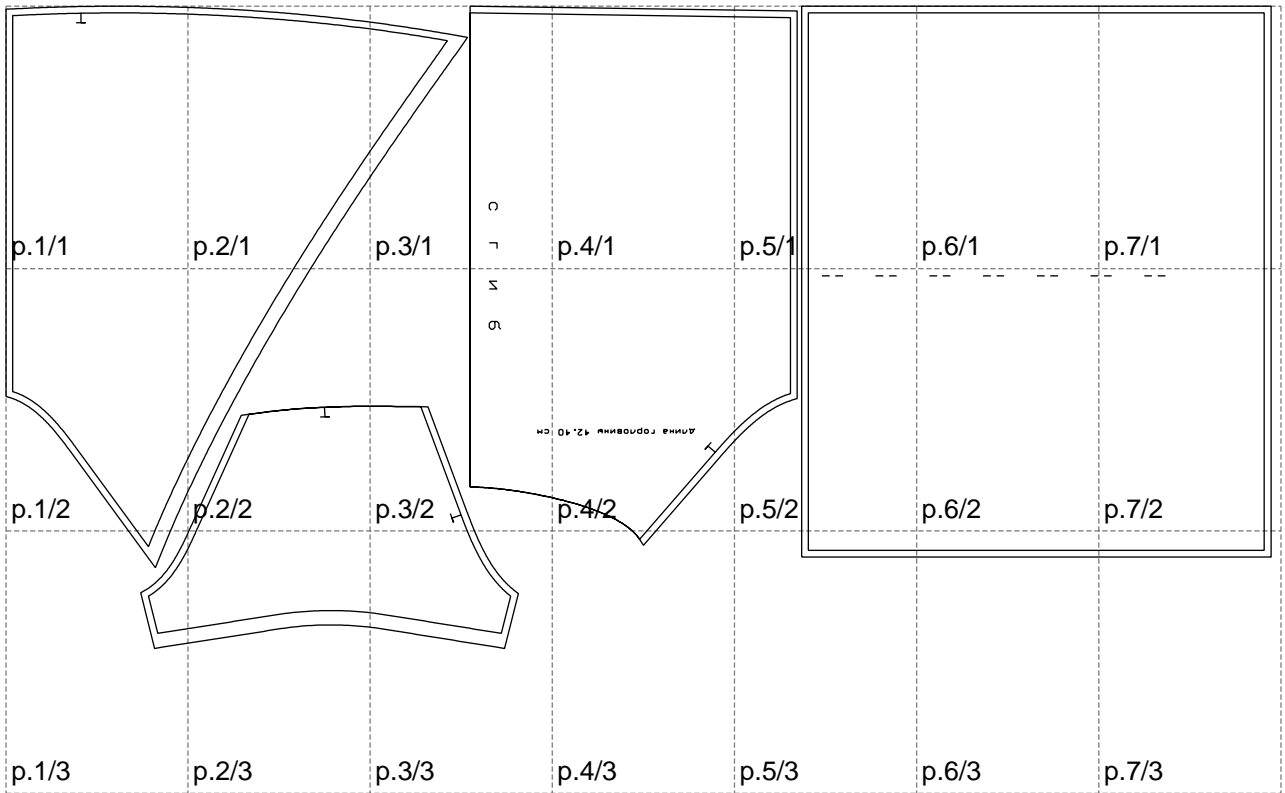 С Г И Б
p.1/1 p.2/1 p.3/1 p.4/1 p.5/1 p.6/1 p.7/1
длина горловины 42.40 см
p.1/2 p.2/2 p.3/2 p.4/2 p.5/2 p.6/2 p.7/2
p.1/3 p.2/3 p.3/3 p.4/3 p.5/3 p.6/3 p.7/3